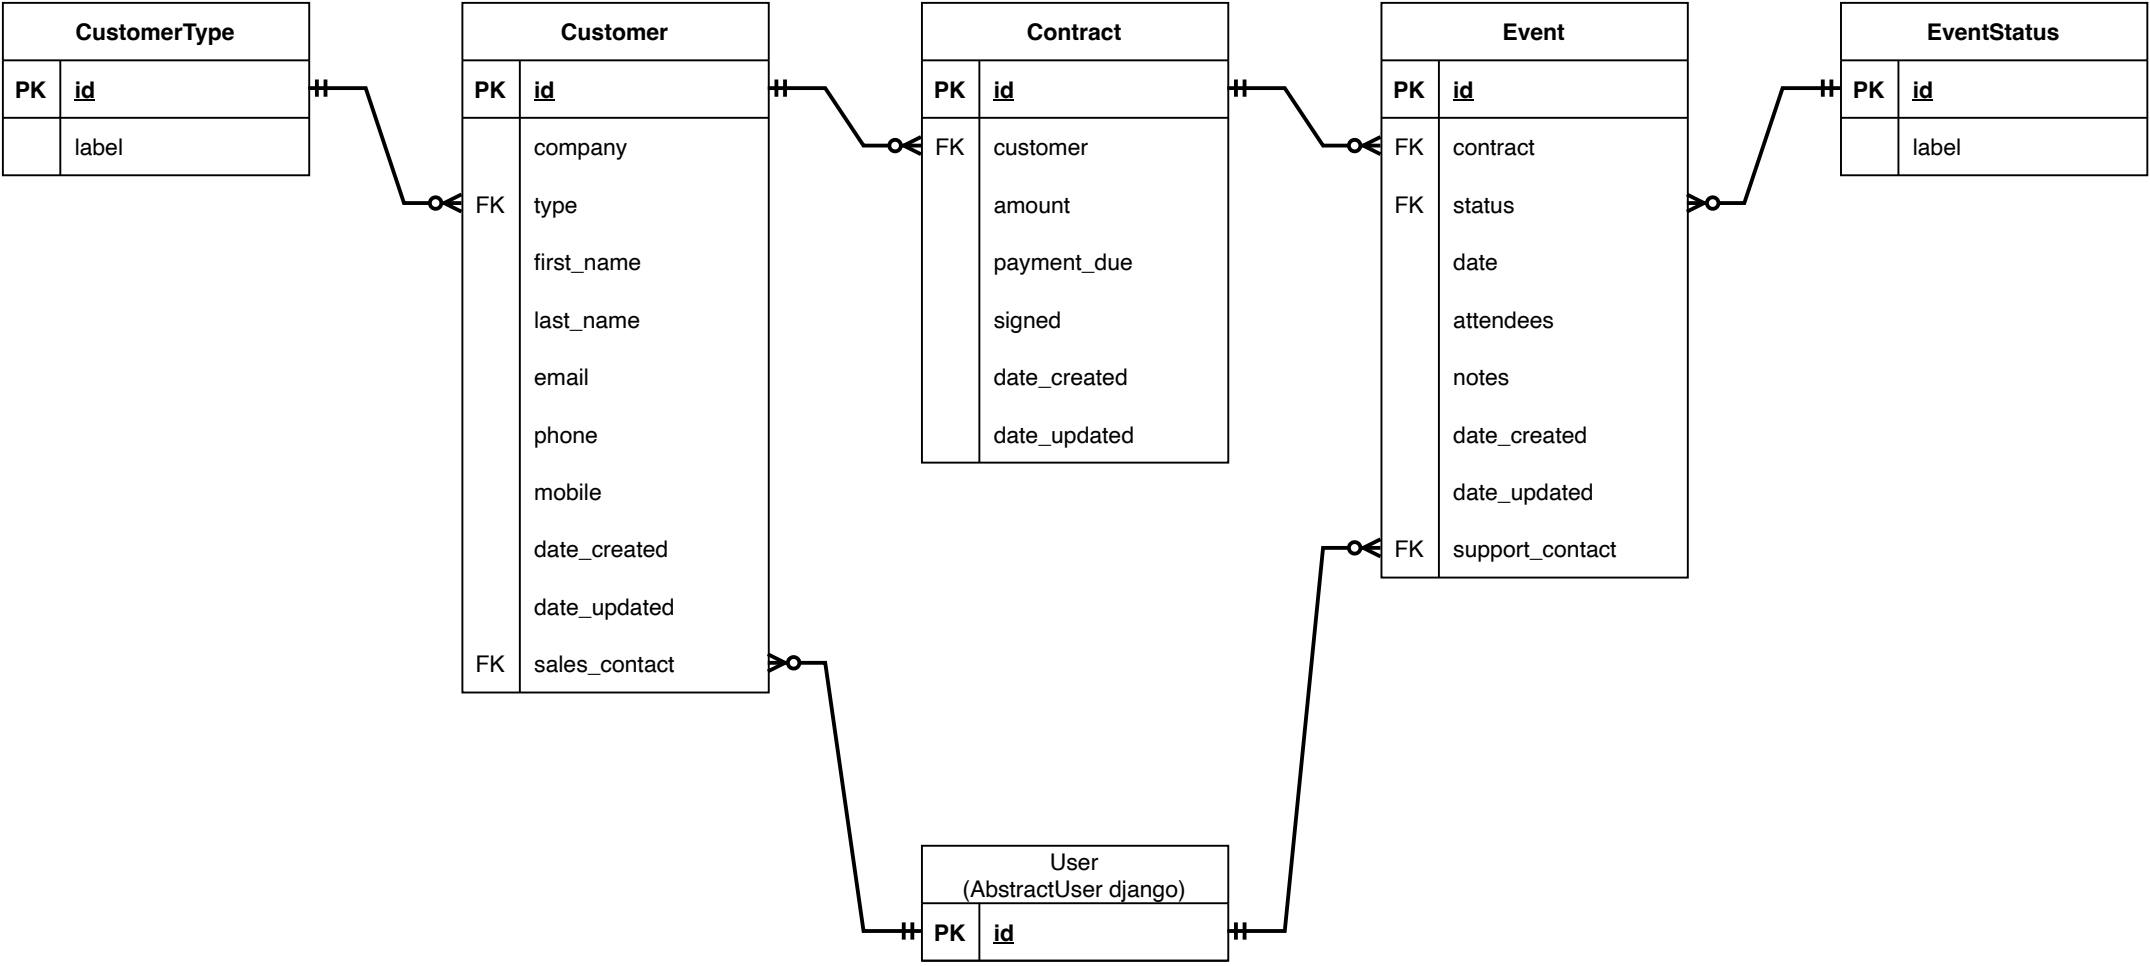 CustomerType
PK id
label
Customer
PK id
company
FK type
first_name
last_name
email
phone
mobile
date_created
date_updated
FK sales_contact
Contract
PK id
FK customer
amount
payment_due
signed
date_created
date_updated
Event
PK id
FK contract
FK status
date
attendees
notes
date_created
date_updated
FK support_contact
EventStatus
PK id
label
User
(AbstractUser django)
PK id